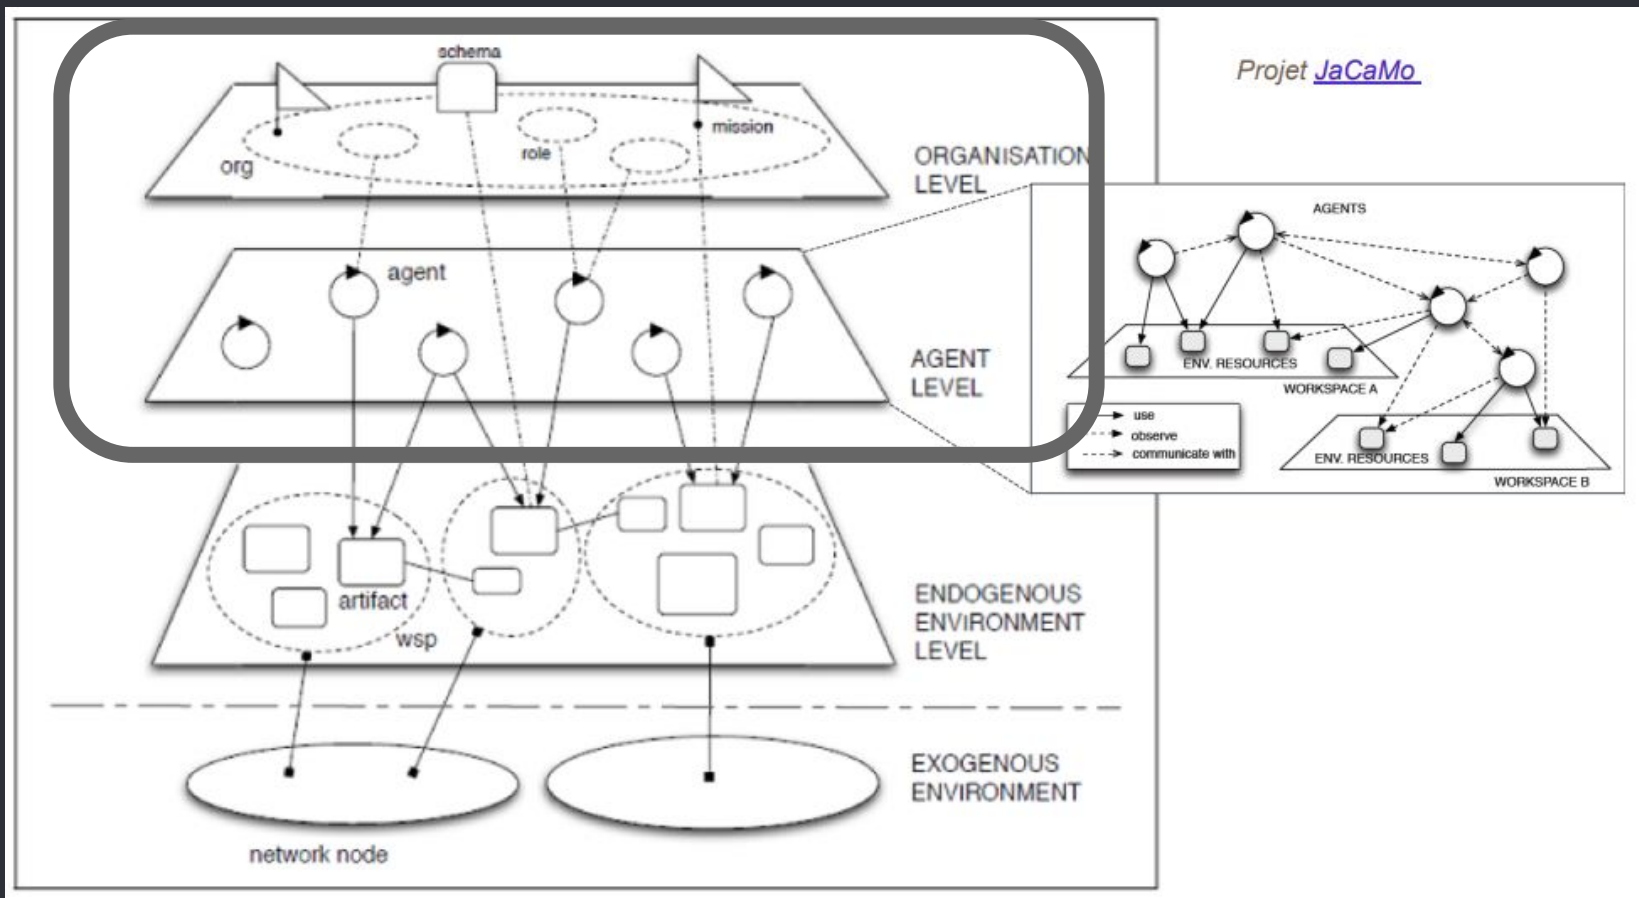 Projet JaCaMo
schema
mission
role
org
ORGANISATION
LEVEL
agent
AGENT
LEVEL
AGENTS
ENV. RESOURCES
WORKSPACE A
use
observe
communicate with
ENV. RESOURCES
WORKSPACE B
artifact
wsp
ENDOGENOUS
ENVIRONMENT
LEVEL
EXOGENOUS
ENVIRONMENT
network node